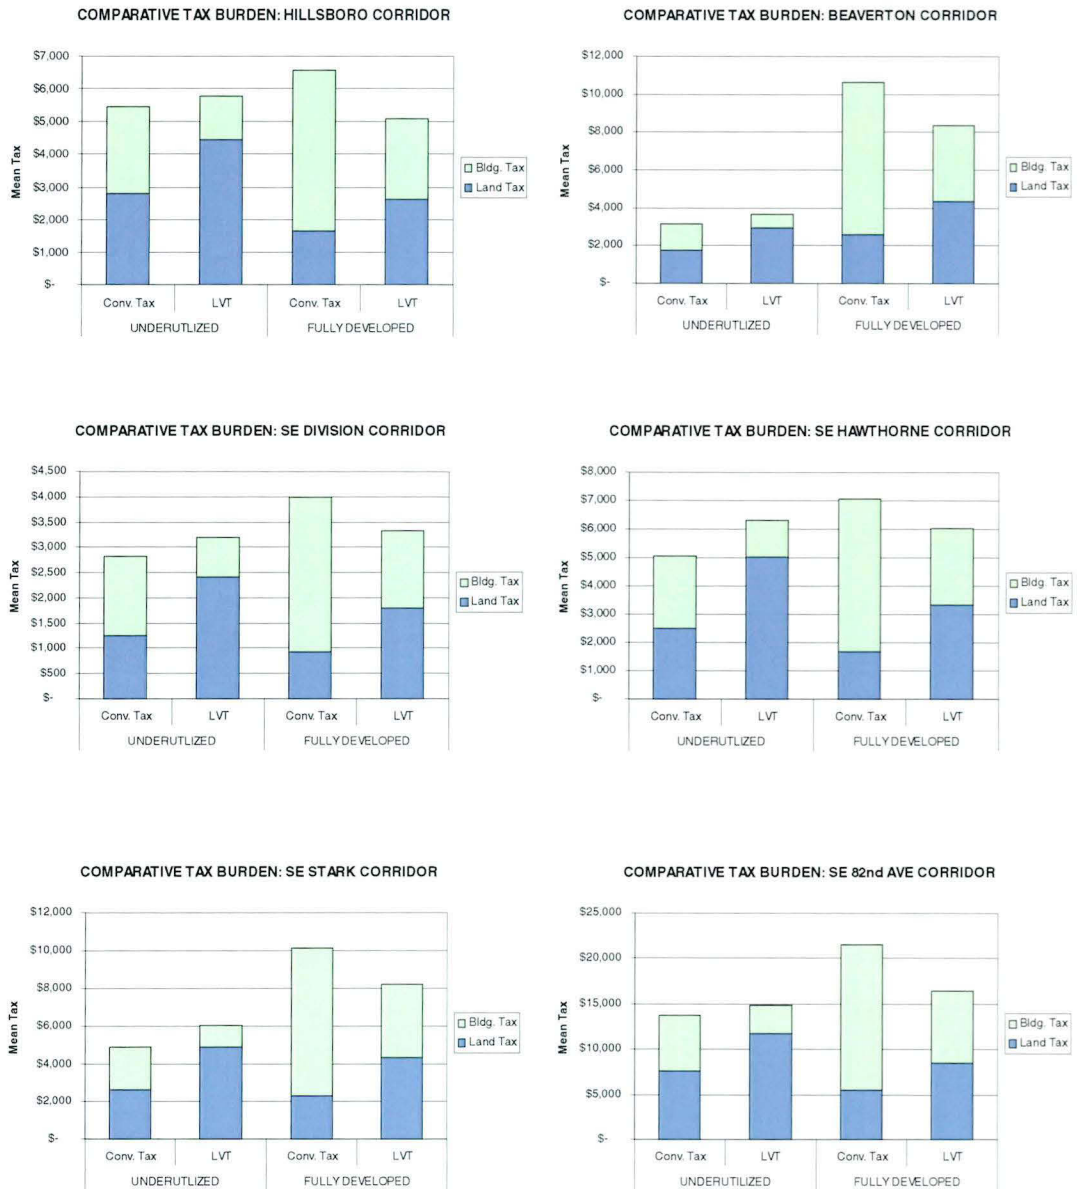 COMPARATIVE TAX BURDEN: HILLSBORO CORRIDOR
$7,000
$6,000
$5,000
$4,000
$3,000
$2,000
$1,000
$-
Mean Tax
Conv. Tax LVT Conv. Tax LVT
UNDERUTLIZED FULLY DEVELOPED
Bldg. Tax
Land Tax
COMPARATIVE TAX BURDEN: BEAVERTON CORRIDOR
$12,000
$10,000
$8,000
$6,000
$4,000
$2,000
$-
Mean Tax
Conv. Tax LVT Conv. Tax LVT
UNDERUTLIZED FULLY DEVELOPED
Bldg. Tax
Land Tax
COMPARATIVE TAX BURDEN: SE DIVISION CORRIDOR
$4,500
$4,000
$3,500
$3,000
$2,500
$2,000
$1,500
$1,000
$500
$-
Mean Tax
Conv. Tax LVT Conv. Tax LVT
UNDERUTLIZED FULLY DEVELOPED
Bldg. Tax
Land Tax
COMPARATIVE TAX BURDEN: SE HAWTHORNE CORRIDOR
$8,000
$7,000
$6,000
$5,000
$4,000
$3,000
$2,000
$1,000
$-
Mean Tax
Conv. Tax LVT Conv. Tax LVT
UNDERUTLIZED FULLY DEVELOPED
Bldg. Tax
Land Tax
COMPARATIVE TAX BURDEN: SE STARK CORRIDOR
$12,000
$10,000
$8,000
$6,000
$4,000
$2,000
$-
Mean Tax
Conv. Tax LVT Conv. Tax LVT
UNDERUTLIZED FULLY DEVELOPED
Bldg. Tax
Land Tax
COMPARATIVE TAX BURDEN: SE 82nd AVE CORRIDOR
$25,000
$20,000
$15,000
$10,000
$5,000
$-
Mean Tax
Conv. Tax LVT Conv. Tax LVT
UNDERUTLIZED FULLY DEVELOPED
Bldg. Tax
Land Tax